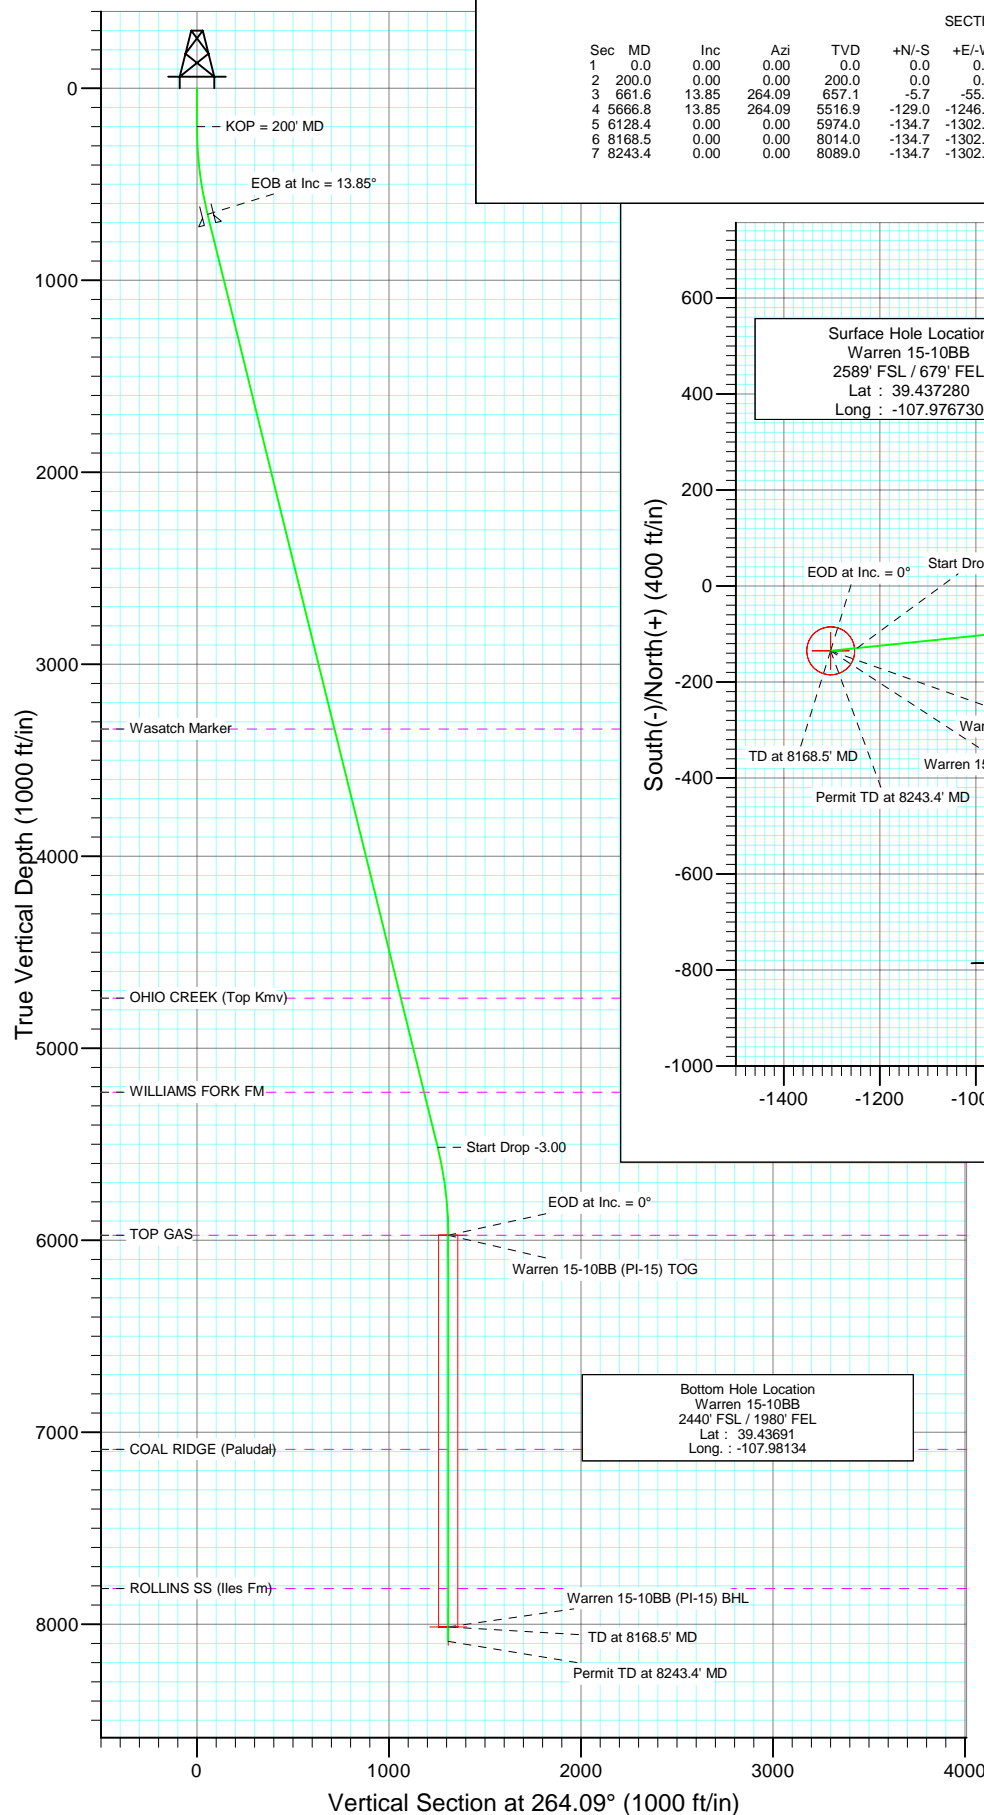 SECTI
Sec MD Inc Azi TVD +N/-S +E/-W
1 0.0 0.00 0.00 0.0 0.0 0.
2 200.0 0.00 0.00 200.0 0.0 0.
3 661.6 13.85 264.09 657.1 -5.7 -55.
4 5666.8 13.85 264.09 5516.9 -129.0 -1246.
5 6128.4 0.00 0.00 5974.0 -134.7 -1302.
6 8168.5 0.00 0.00 8014.0 -134.7 -1302.
7 8243.4 0.00 0.00 8089.0 -134.7 -1302.
0
1000
2000
3000
4000
5000
6000
7000
8000
True Vertical Depth (1000 ft/in)
KOP = 200' MD
EOB at Inc = 13.85°
Wasatch Marker
OHIO CREEK (Top Kmv)
WILLIAMS FORK FM
Start Drop -3.00
EOD at Inc. = 0°
TOP GAS
Warren 15-10BB (PI-15) TOG
Bottom Hole Location
Warren 15-10BB
2440' FSL / 1980' FEL
Lat : 39.43691
Long. : -107.98134
COAL RIDGE (Paludal)
ROLLINS SS (Iles Fm)
Warren 15-10BB (PI-15) BHL
TD at 8168.5' MD
Permit TD at 8243.4' MD
0 1000 2000 3000 4000
Vertical Section at 264.09° (1000 ft/in)
South(-)/North(+) (400 ft/in)
600
400
200
0
-200
-400
-600
-800
-1000
-1400 -1200 -100
Surface Hole Location
Warren 15-10BB
2589' FSL / 679' FEL
Lat : 39.437280
Long : -107.976730
EOD at Inc. = 0°
Start Dro
War
Warren 15
TD at 8168.5' MD
Permit TD at 8243.4' MD